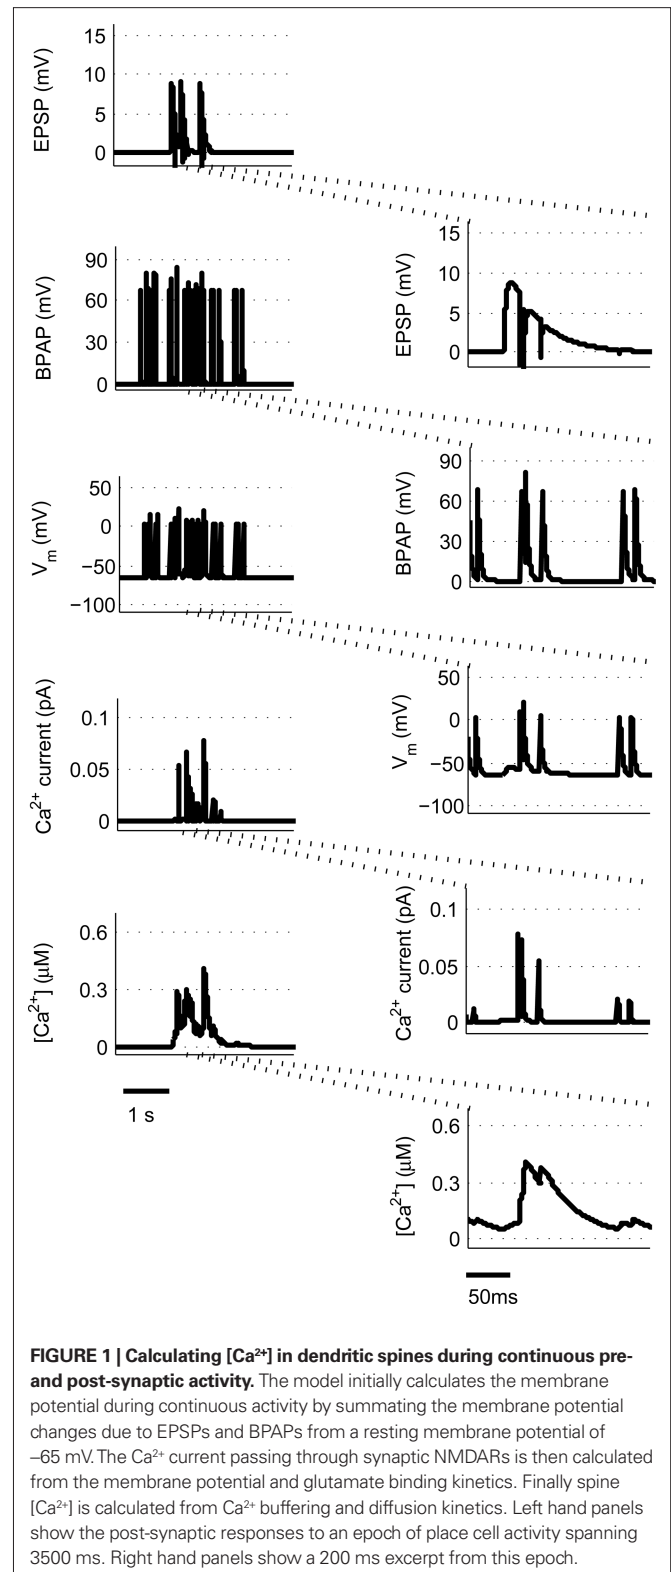 15
10
5
0
EPSP (mV)
15
10
5
0
EPSP (mV)
90
60
30
0
BPAP (mV)
90
60
30
0
BPAP (mV)
50
0
−50
−100
Vm (mV)
50
0
−50
−100
Vm (mV)
0.1
0.05
0
Ca²⁺ current (pA)
0.1
0.05
0
Ca²⁺ current (pA)
0.6
0.3
0
[Ca²⁺] (μM)
1 s
0.6
0.3
0
[Ca²⁺] (μM)
50ms
FIGURE 1 | Calculating [Ca²⁺] in dendritic spines during continuous pre-
and post-synaptic activity. The model initially calculates the membrane
potential during continuous activity by summating the membrane potential
changes due to EPSPs and BPAPs from a resting membrane potential of
–65 mV. The Ca²⁺ current passing through synaptic NMDARs is then calculated
from the membrane potential and glutamate binding kinetics. Finally spine
[Ca²⁺] is calculated from Ca²⁺ buffering and diffusion kinetics. Left hand panels
show the post-synaptic responses to an epoch of place cell activity spanning
3500 ms. Right hand panels show a 200 ms excerpt from this epoch.